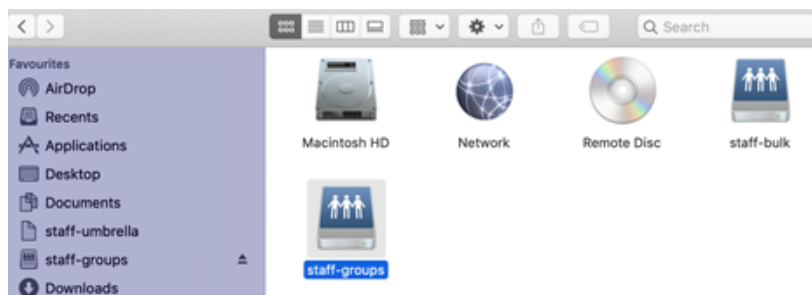 Search
Favourites
AirDrop
Recents
Applications
Desktop
Documents
staff-umbrella
staff-groups
Downloads
Macintosh HD
Network
Remote Disc
staff-bulk
staff-groups